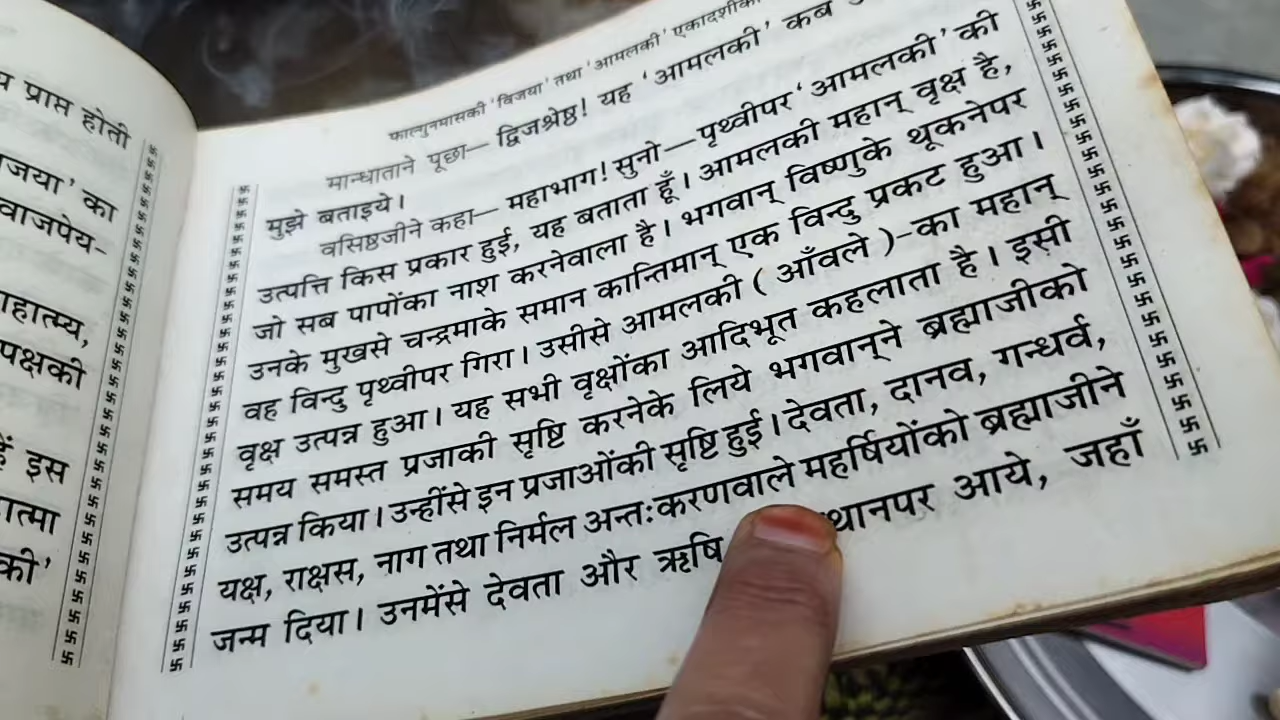 य प्राप्त होती
जया' का
वाजपेय-
ाहात्म्य,
पक्षकी
हैं इस
ात्मा
की'
फाल्गुनमासकी 'विजया' तथा 'आमलकी' एकादशीक
मान्धाताने पूछा— द्विजश्रेष्ठ! यह 'आमलकी' कब
मुझे बताइये।
वसिष्ठजीने कहा— महाभाग! सुनो—पृथ्वीपर 'आमलकी' की
उत्पत्ति किस प्रकार हुई, यह बताता हूँ। आमलकी महान् वृक्ष है,
जो सब पापोंका नाश करनेवाला है। भगवान् विष्णुके थूकनेपर
उनके मुखसे चन्द्रमाके समान कान्तिमान् एक विन्दु प्रकट हुआ।
वह विन्दु पृथ्वीपर गिरा। उसीसे आमलकी ( आँवले )-का महान्
वृक्ष उत्पन्न हुआ। यह सभी वृक्षोंका आदिभूत कहलाता है। इसी
समय समस्त प्रजाकी सृष्टि करनेके लिये भगवान्‌ने ब्रह्माजीको
उत्पन्न किया। उन्हींसे इन प्रजाओंकी सृष्टि हुई। देवता, दानव, गन्धर्व,
यक्ष, राक्षस, नाग तथा निर्मल अन्तःकरणवाले महर्षियोंको ब्रह्माजीने
जन्म दिया। उनमेंसे देवता और ऋषि थानपर आये, जहाँ